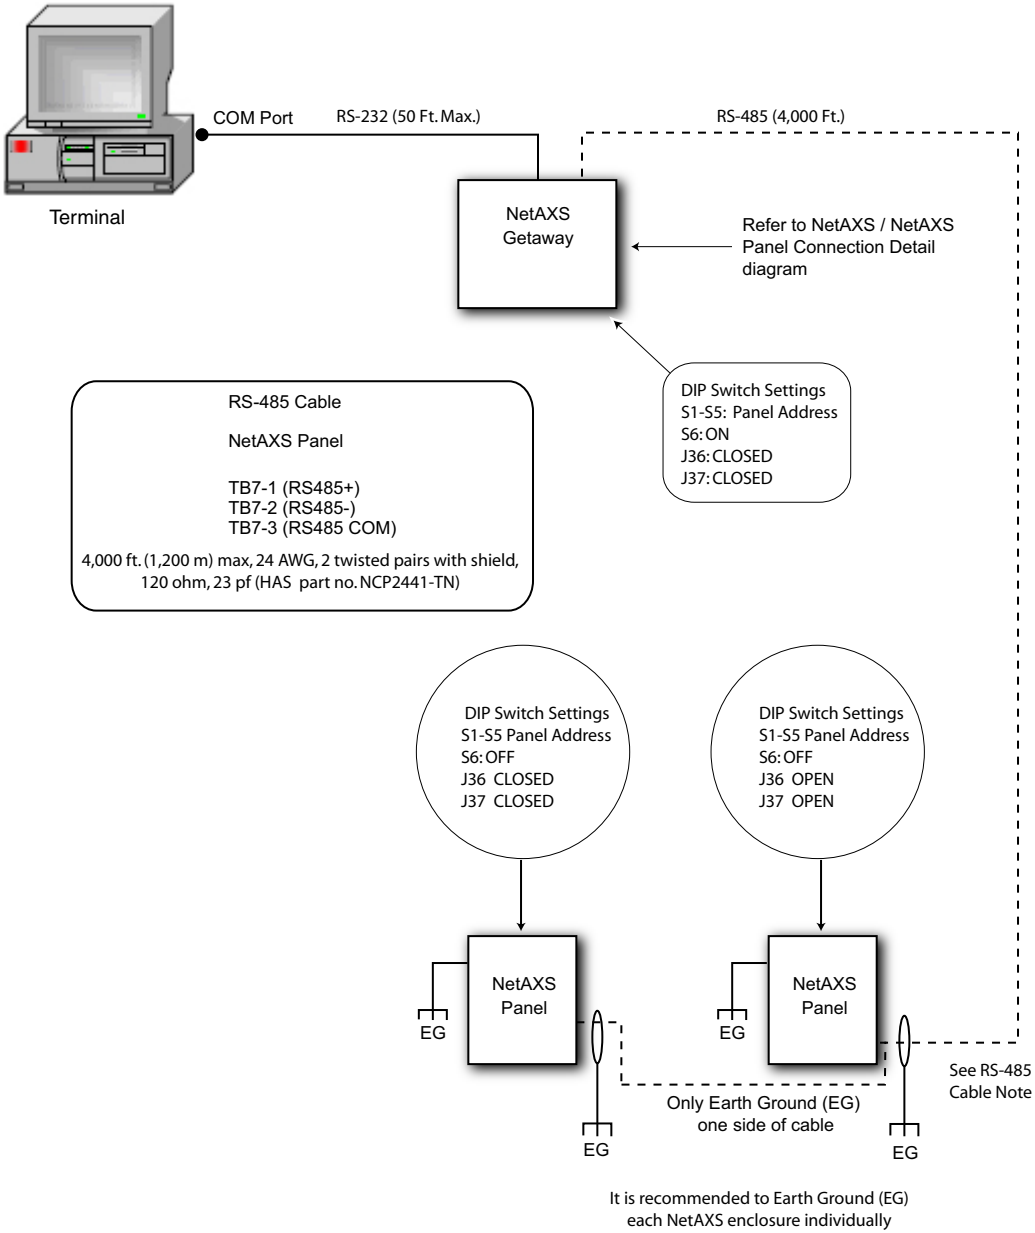 COM Port
RS-232 (50 Ft. Max.)
RS-485 (4,000 Ft.)
Terminal
NetAXS
Getaway
Refer to NetAXS / NetAXS
Panel Connection Detail
diagram
DIP Switch Settings
S1-S5: Panel Address
S6: ON
J36: CLOSED
J37: CLOSED
RS-485 Cable
NetAXS Panel
TB7-1 (RS485+)
TB7-2 (RS485-)
TB7-3 (RS485 COM)
4,000 ft. (1,200 m) max, 24 AWG, 2 twisted pairs with shield,
120 ohm, 23 pf (HAS part no. NCP2441-TN)
DIP Switch Settings
S1-S5 Panel Address
S6: OFF
J36 CLOSED
J37 CLOSED
DIP Switch Settings
S1-S5 Panel Address
S6: OFF
J36 OPEN
J37 OPEN
NetAXS
Panel
EG
NetAXS
Panel
EG
See RS-485
Cable Note
Only Earth Ground (EG)
one side of cable
EG
EG
It is recommended to Earth Ground (EG)
each NetAXS enclosure individually